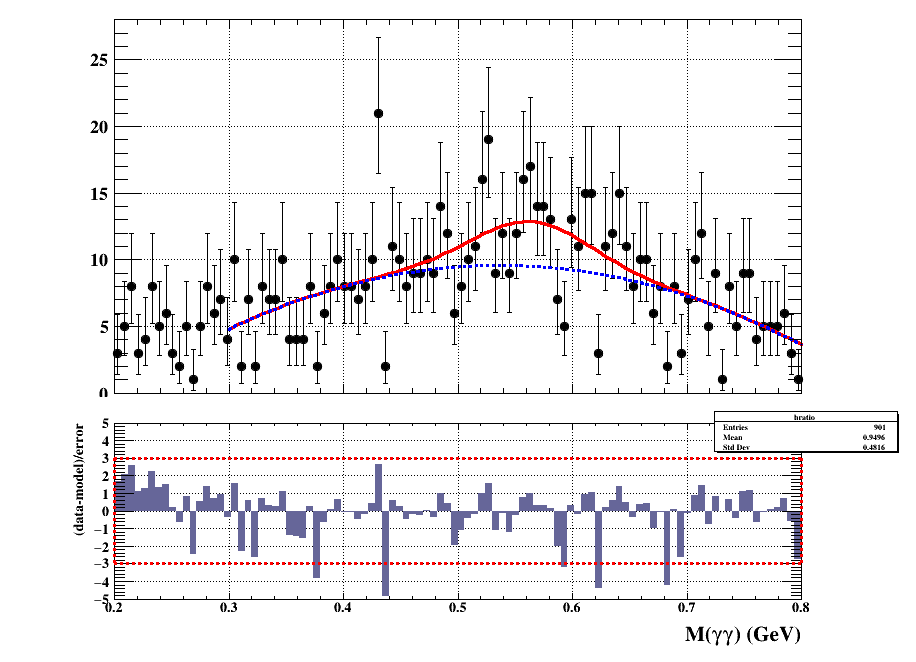 25
20
15
10
5
0
hratio
Entries 901
Mean 0.9496
Std Dev 0.4816
(data-model)/error
5
4
3
2
1
0
−1
−2
−3
−4
−5
0.2 0.3 0.4 0.5 0.6 0.7 0.8
M(γγ) (GeV)